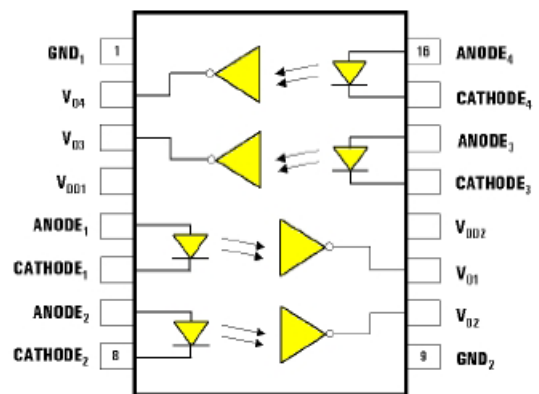 GND1 1 16 ANODE4
VO4 CATHODE4
VO3 ANODE3
VDD1 CATHODE3
ANODE1 VDD2
CATHODE1 VO1
ANODE2 VO2
CATHODE2 8 9 GND2